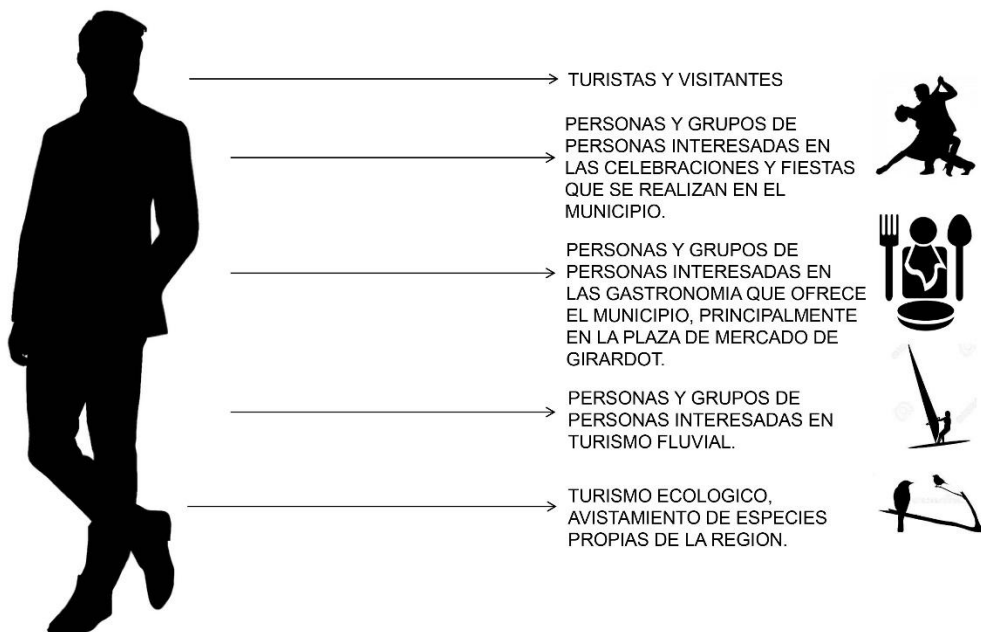 TURISTAS Y VISITANTES
PERSONAS Y GRUPOS DE
PERSONAS INTERESADAS EN
LAS CELEBRACIONES Y FIESTAS
QUE SE REALIZAN EN EL
MUNICIPIO.
PERSONAS Y GRUPOS DE
PERSONAS INTERESADAS EN
LAS GASTRONOMIA QUE OFRECE
EL MUNICIPIO, PRINCIPALMENTE
EN LA PLAZA DE MERCADO DE
GIRARDOT.
PERSONAS Y GRUPOS DE
PERSONAS INTERESADAS EN
TURISMO FLUVIAL.
TURISMO ECOLOGICO,
AVISTAMIENTO DE ESPECIES
PROPIAS DE LA REGION.